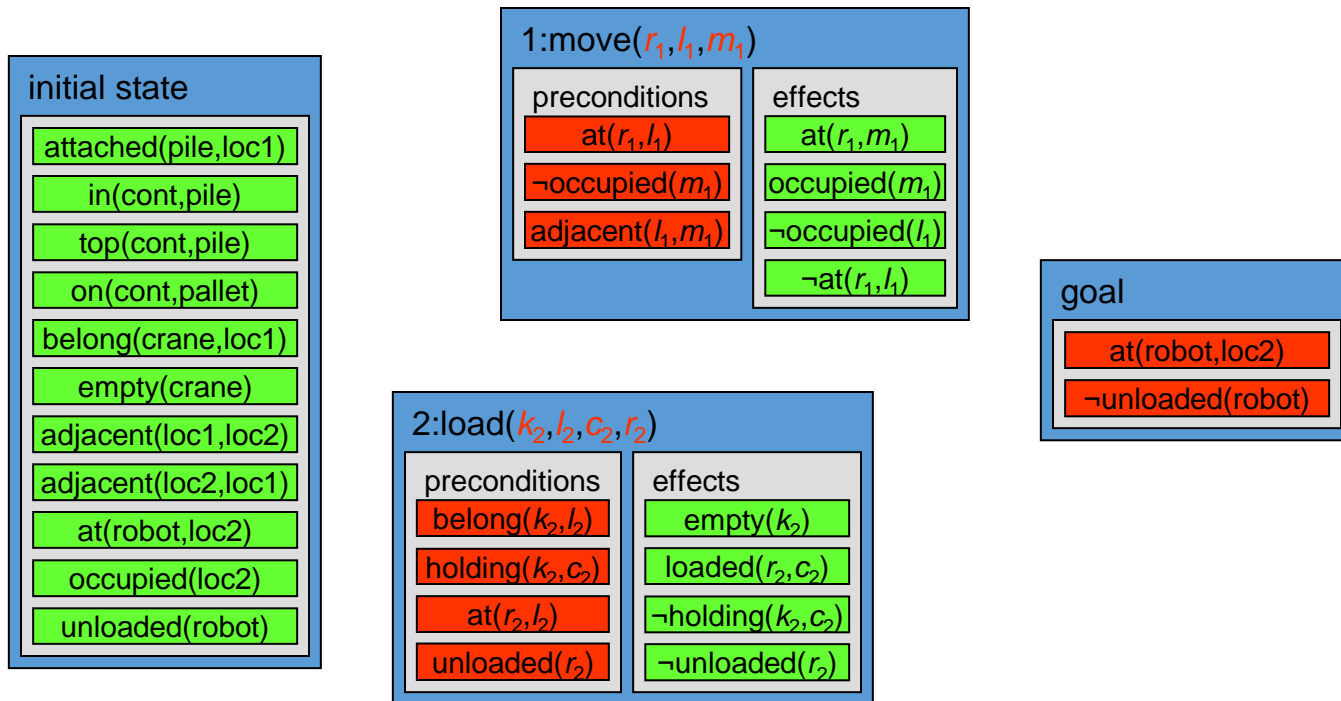 initial state
attached(pile,loc1)
in(cont,pile)
top(cont,pile)
on(cont,pallet)
belong(crane,loc1)
empty(crane)
adjacent(loc1,loc2)
adjacent(loc2,loc1)
at(robot,loc2)
occupied(loc2)
unloaded(robot)
1:move(r₁,l₁,m₁)
preconditions
at(r₁,l₁)
¬occupied(m₁)
adjacent(l₁,m₁)
effects
at(r₁,m₁)
occupied(m₁)
¬occupied(l₁)
¬at(r₁,l₁)
2:load(k₂,l₂,c₂,r₂)
preconditions
belong(k₂,l₂)
holding(k₂,c₂)
at(r₂,l₂)
unloaded(r₂)
effects
empty(k₂)
loaded(r₂,c₂)
¬holding(k₂,c₂)
¬unloaded(r₂)
goal
at(robot,loc2)
¬unloaded(robot)